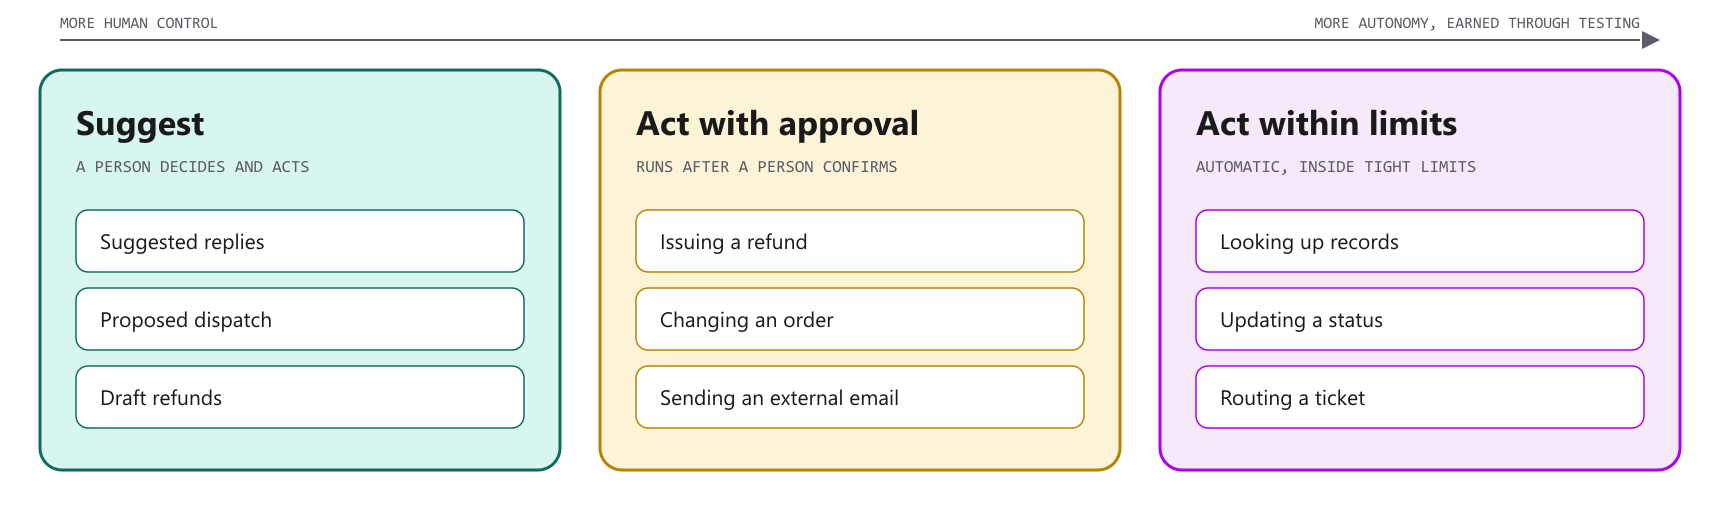 MORE HUMAN CONTROL
MORE AUTONOMY, EARNED THROUGH TESTING
Suggest
A PERSON DECIDES AND ACTS
Suggested replies
Proposed dispatch
Draft refunds
Act with approval
RUNS AFTER A PERSON CONFIRMS
Issuing a refund
Changing an order
Sending an external email
Act within limits
AUTOMATIC, INSIDE TIGHT LIMITS
Looking up records
Updating a status
Routing a ticket